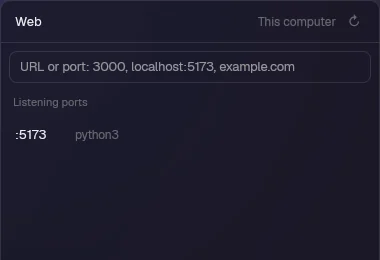 Web
This computer
URL or port: 3000, localhost:5173, example.com
Listening ports
:5173 python3